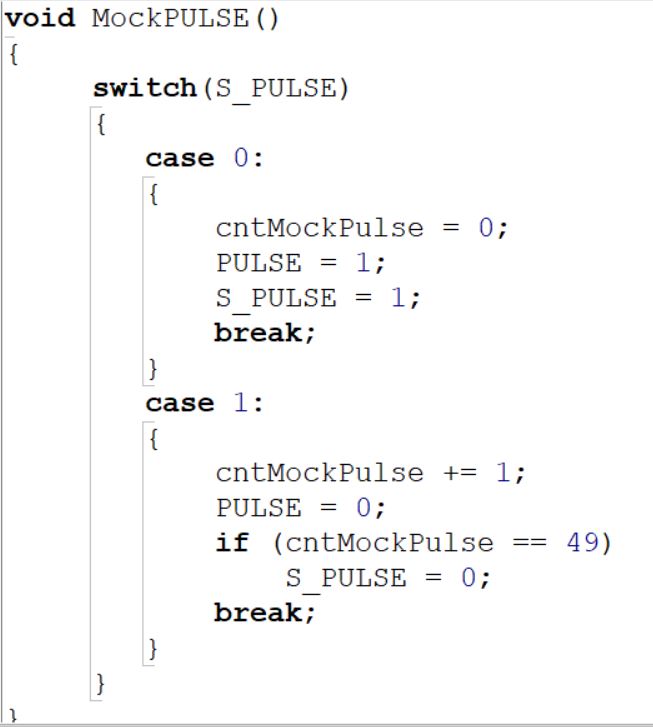 void MockPULSE()
{
switch(S_PULSE)
{
case 0:
{
cntMockPulse = 0;
PULSE = 1;
S_PULSE = 1;
break;
}
case 1:
{
cntMockPulse += 1;
PULSE = 0;
if (cntMockPulse == 49)
S_PULSE = 0;
break;
}
}
}